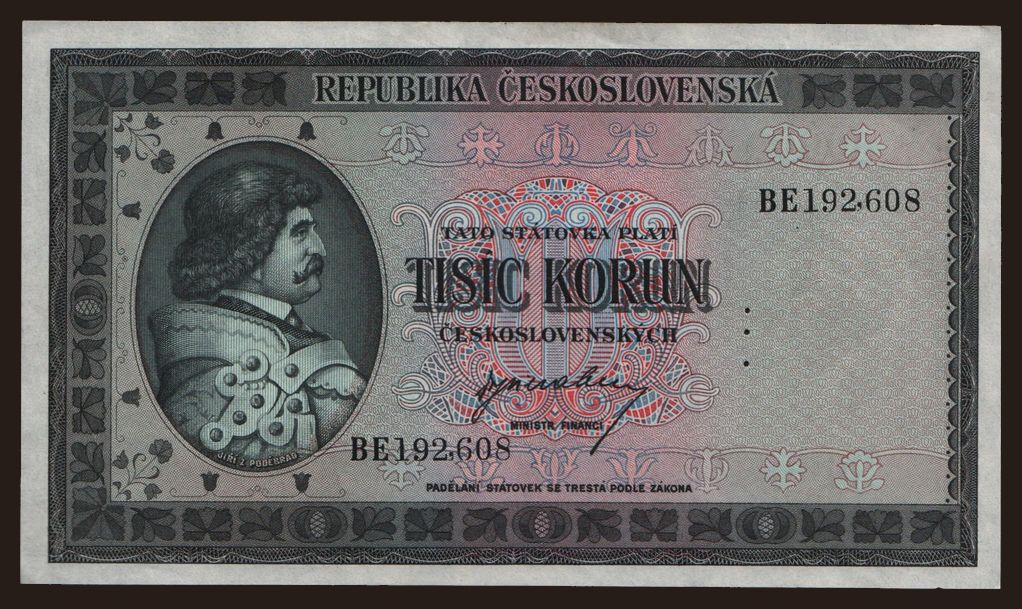 REPUBLIKA ČESKOSLOVENSKÁ
BE192,608
TATO STÁTOVKA PLATÍ
TISÍC KORUN
ČESKOSLOVENSKÝCH
MINISTR FINANCÍ
BE192,608
JIŘÍ Z PODĚBRAD
PADĚLÁNÍ STÁTOVEK SE TRESTÁ PODLE ZÁKONA